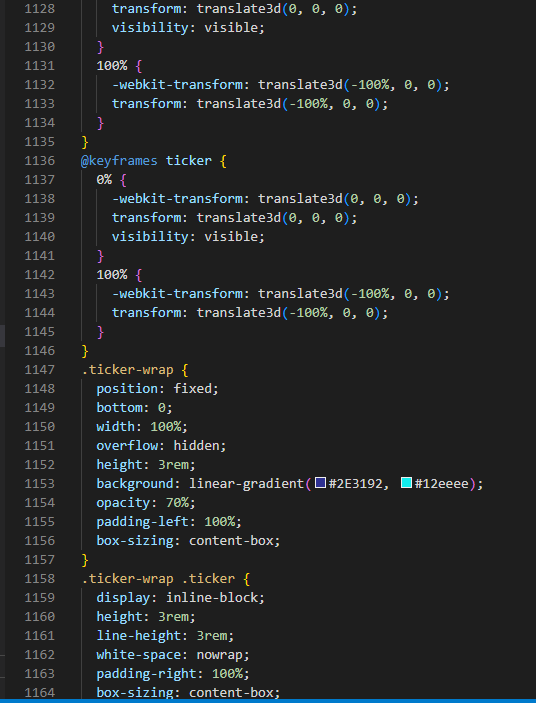 1128 transform: translate3d(0, 0, 0);
1129 visibility: visible;
1130 }
1131 100% {
1132 -webkit-transform: translate3d(-100%, 0, 0);
1133 transform: translate3d(-100%, 0, 0);
1134 }
1135 }
1136 @keyframes ticker {
1137 0% {
1138 -webkit-transform: translate3d(0, 0, 0);
1139 transform: translate3d(0, 0, 0);
1140 visibility: visible;
1141 }
1142 100% {
1143 -webkit-transform: translate3d(-100%, 0, 0);
1144 transform: translate3d(-100%, 0, 0);
1145 }
1146 }
1147 .ticker-wrap {
1148 position: fixed;
1149 bottom: 0;
1150 width: 100%;
1151 overflow: hidden;
1152 height: 3rem;
1153 background: linear-gradient(#2E3192, #12eeee);
1154 opacity: 70%;
1155 padding-left: 100%;
1156 box-sizing: content-box;
1157 }
1158 .ticker-wrap .ticker {
1159 display: inline-block;
1160 height: 3rem;
1161 line-height: 3rem;
1162 white-space: nowrap;
1163 padding-right: 100%;
1164 box-sizing: content-box;